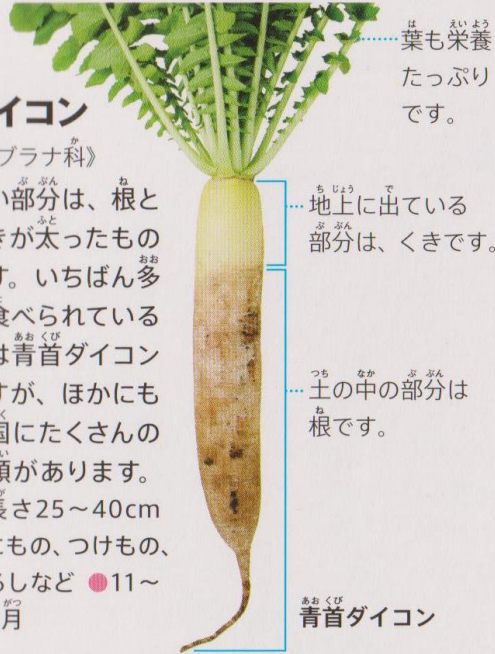 イコン
ブラナ科》
い部分は、根と
きが太ったもの
す。いちばん多
食べられている
は青首ダイコン
すが、ほかにも
国にたくさんの
類があります。
長さ25～40cm
にもの、つけもの、
ろしなど ●11～
月
葉も栄養
たっぷり
です。
地上に出ている
部分は、くきです。
土の中の部分は
根です。
青首ダイコン